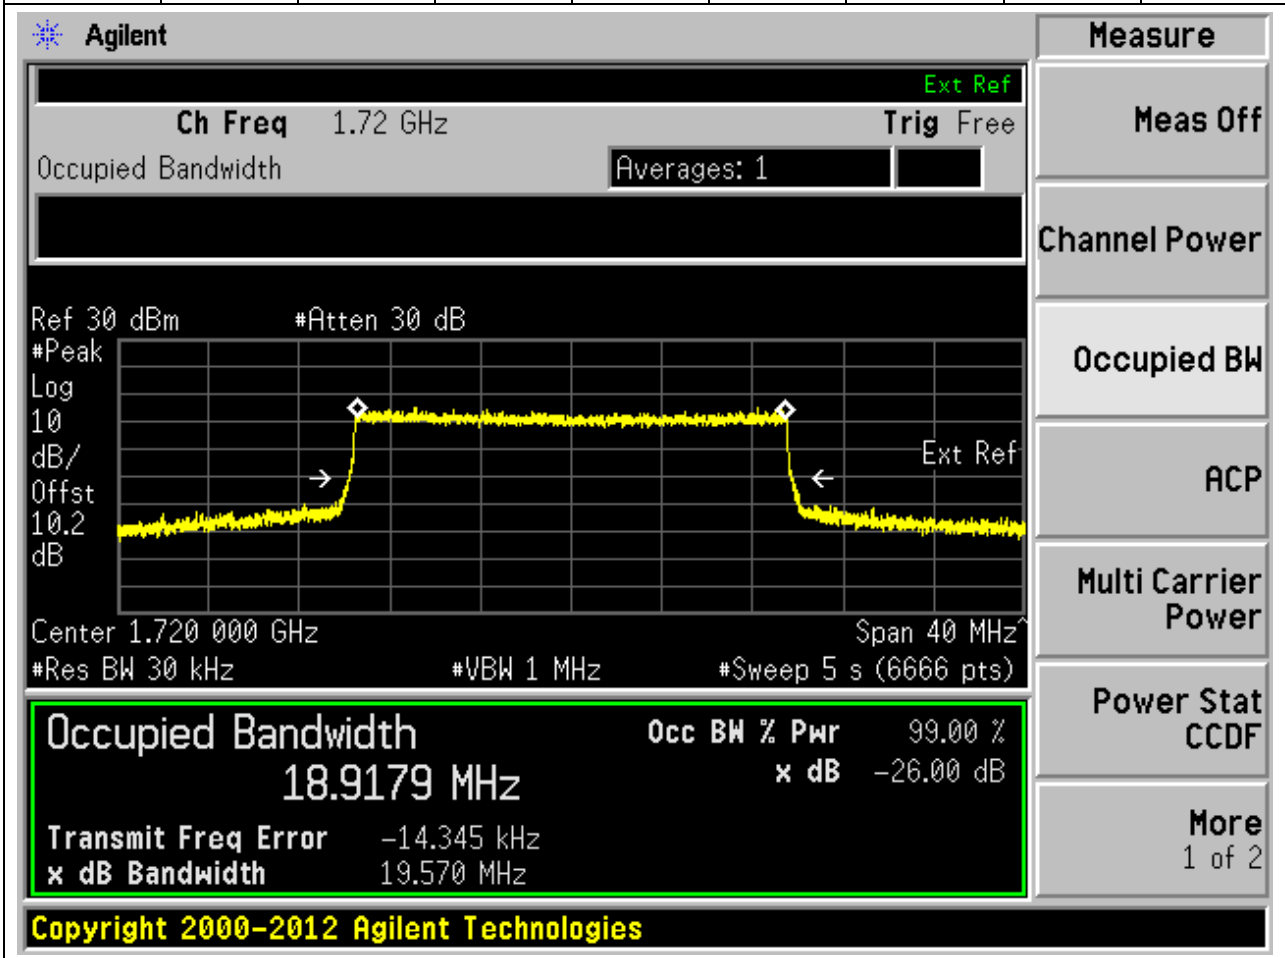 Agilent
Measure
Ext Ref
Ch Freq 1.72 GHz Trig Free
Occupied Bandwidth Averages: 1
Meas Off
Channel Power
Occupied BW
ACP
Multi Carrier
Power
Power Stat
CCDF
More
1 of 2
Ref 30 dBm #Atten 30 dB
#Peak
Log
10
dB/
Offst
10.2
dB
Ext Ref
Center 1.720 000 GHz Span 40 MHz^
#Res BW 30 kHz #VBW 1 MHz #Sweep 5 s (6666 pts)
Occupied Bandwidth Occ BW % Pwr 99.00 %
18.9179 MHz x dB -26.00 dB
Transmit Freq Error -14.345 kHz
x dB Bandwidth 19.570 MHz
Copyright 2000-2012 Agilent Technologies